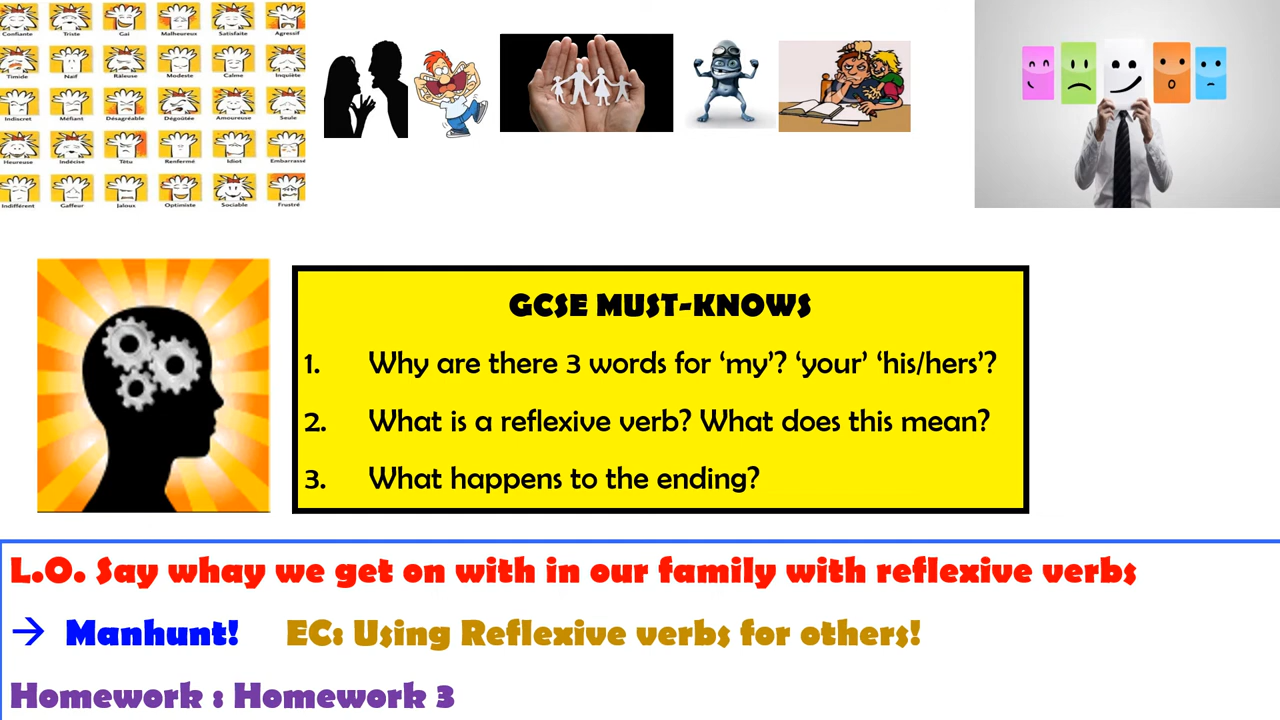 Confiante Triste Gai Malheureux Satisfaite Agressif
Timide Naïf Râleuse Modeste Calme Inquiète
Indiscret Méfiant Désagréable Dégoûtée Amoureuse Seule
Heureuse Indécise Têtu Renfermé Idiot Embarrassé
Indifférent Gaffeur Jaloux Optimiste Sociable Frustré
GCSE MUST-KNOWS
1. Why are there 3 words for ‘my’? ‘your’ ‘his/hers’?
2. What is a reflexive verb? What does this mean?
3. What happens to the ending?
L.O. Say whay we get on with in our family with reflexive verbs
→ Manhunt! EC: Using Reflexive verbs for others!
Homework : Homework 3